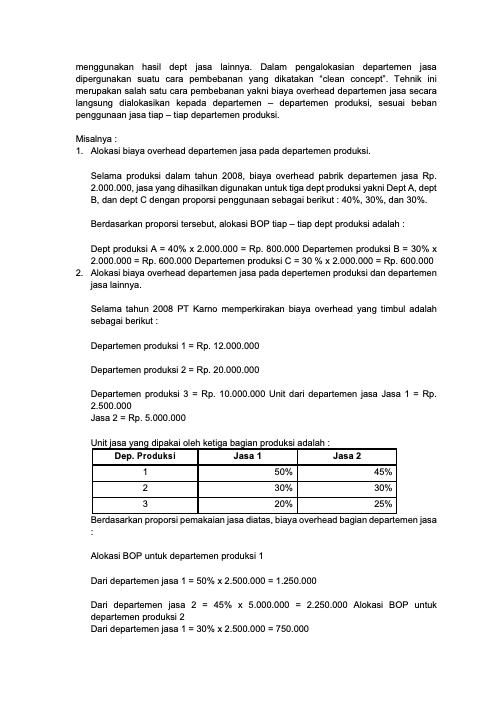 menggunakan hasil dept jasa lainnya. Dalam pengalokasian departemen jasa
dipergunakan suatu cara pembebanan yang dikatakan “clean concept”. Tehnik ini
merupakan salah satu cara pembebanan yakni biaya overhead departemen jasa secara
langsung dialokasikan kepada departemen – departemen produksi, sesuai beban
penggunaan jasa tiap – tiap departemen produksi.
Misalnya :
1. Alokasi biaya overhead departemen jasa pada departemen produksi.
Selama produksi dalam tahun 2008, biaya overhead pabrik departemen jasa Rp.
2.000.000, jasa yang dihasilkan digunakan untuk tiga dept produksi yakni Dept A, dept
B, dan dept C dengan proporsi penggunaan sebagai berikut : 40%, 30%, dan 30%.
Berdasarkan proporsi tersebut, alokasi BOP tiap – tiap dept produksi adalah :
Dept produksi A = 40% x 2.000.000 = Rp. 800.000 Departemen produksi B = 30% x
2.000.000 = Rp. 600.000 Departemen produksi C = 30 % x 2.000.000 = Rp. 600.000
2. Alokasi biaya overhead departemen jasa pada depertemen produksi dan departemen
jasa lainnya.
Selama tahun 2008 PT Karno memperkirakan biaya overhead yang timbul adalah
sebagai berikut :
Departemen produksi 1 = Rp. 12.000.000
Departemen produksi 2 = Rp. 20.000.000
Departemen produksi 3 = Rp. 10.000.000 Unit dari departemen jasa Jasa 1 = Rp.
2.500.000
Jasa 2 = Rp. 5.000.000
Unit jasa yang dipakai oleh ketiga bagian produksi adalah :
Dep. Produksi Jasa 1 Jasa 2
1 50% 45%
2 30% 30%
3 20% 25%
Berdasarkan proporsi pemakaian jasa diatas, biaya overhead bagian departemen jasa
:
Alokasi BOP untuk departemen produksi 1
Dari departemen jasa 1 = 50% x 2.500.000 = 1.250.000
Dari departemen jasa 2 = 45% x 5.000.000 = 2.250.000 Alokasi BOP untuk
departemen produksi 2
Dari departemen jasa 1 = 30% x 2.500.000 = 750.000